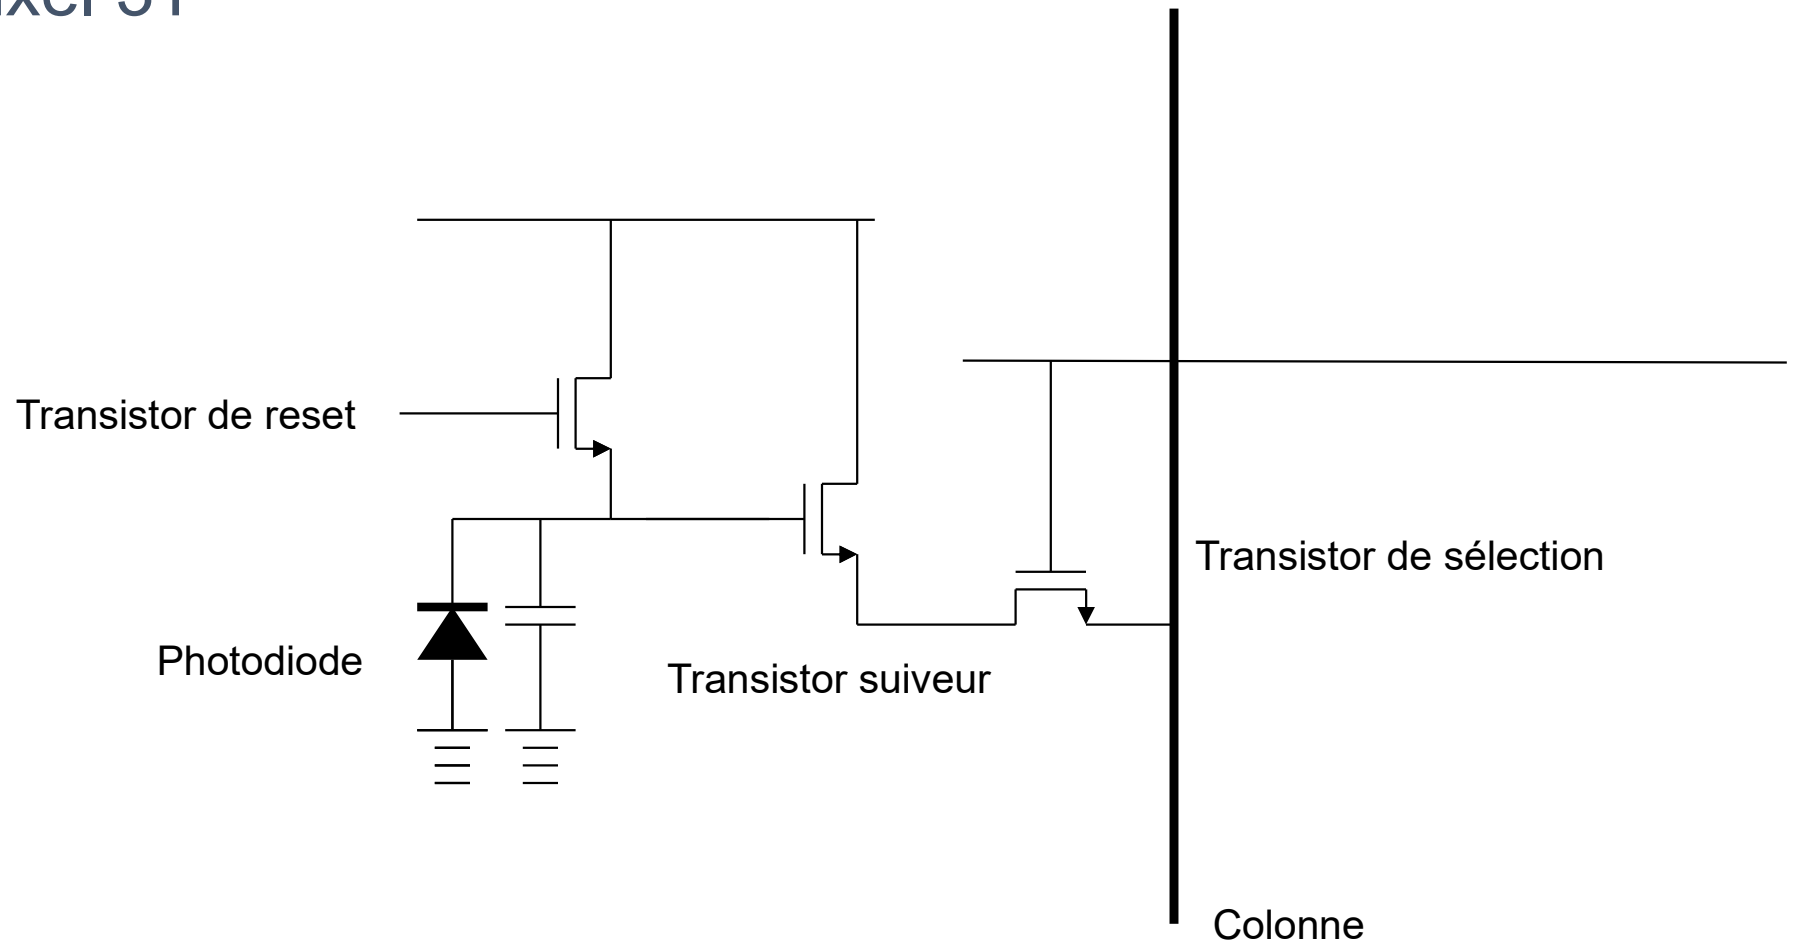 Transistor de reset
Transistor de sélection
Photodiode
Transistor suiveur
Colonne